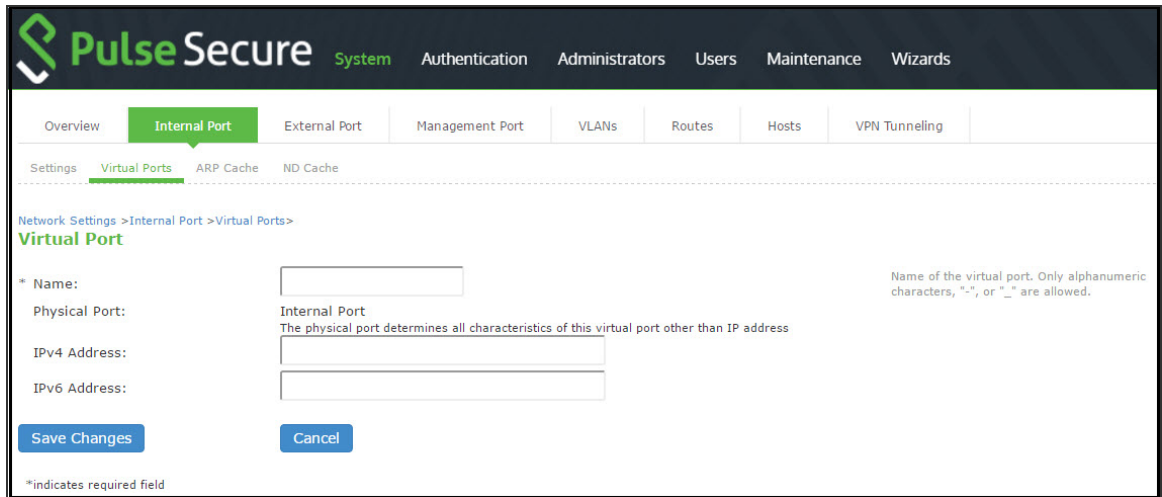 Pulse Secure System Authentication Administrators Users Maintenance Wizards
Overview Internal Port External Port Management Port VLANs Routes Hosts VPN Tunneling
Settings Virtual Ports ARP Cache ND Cache
Network Settings >Internal Port >Virtual Ports>
Virtual Port
* Name:
Name of the virtual port. Only alphanumeric
characters, "-", or "_" are allowed.
Physical Port: Internal Port
The physical port determines all characteristics of this virtual port other than IP address
IPv4 Address:
IPv6 Address:
Save Changes Cancel
*indicates required field